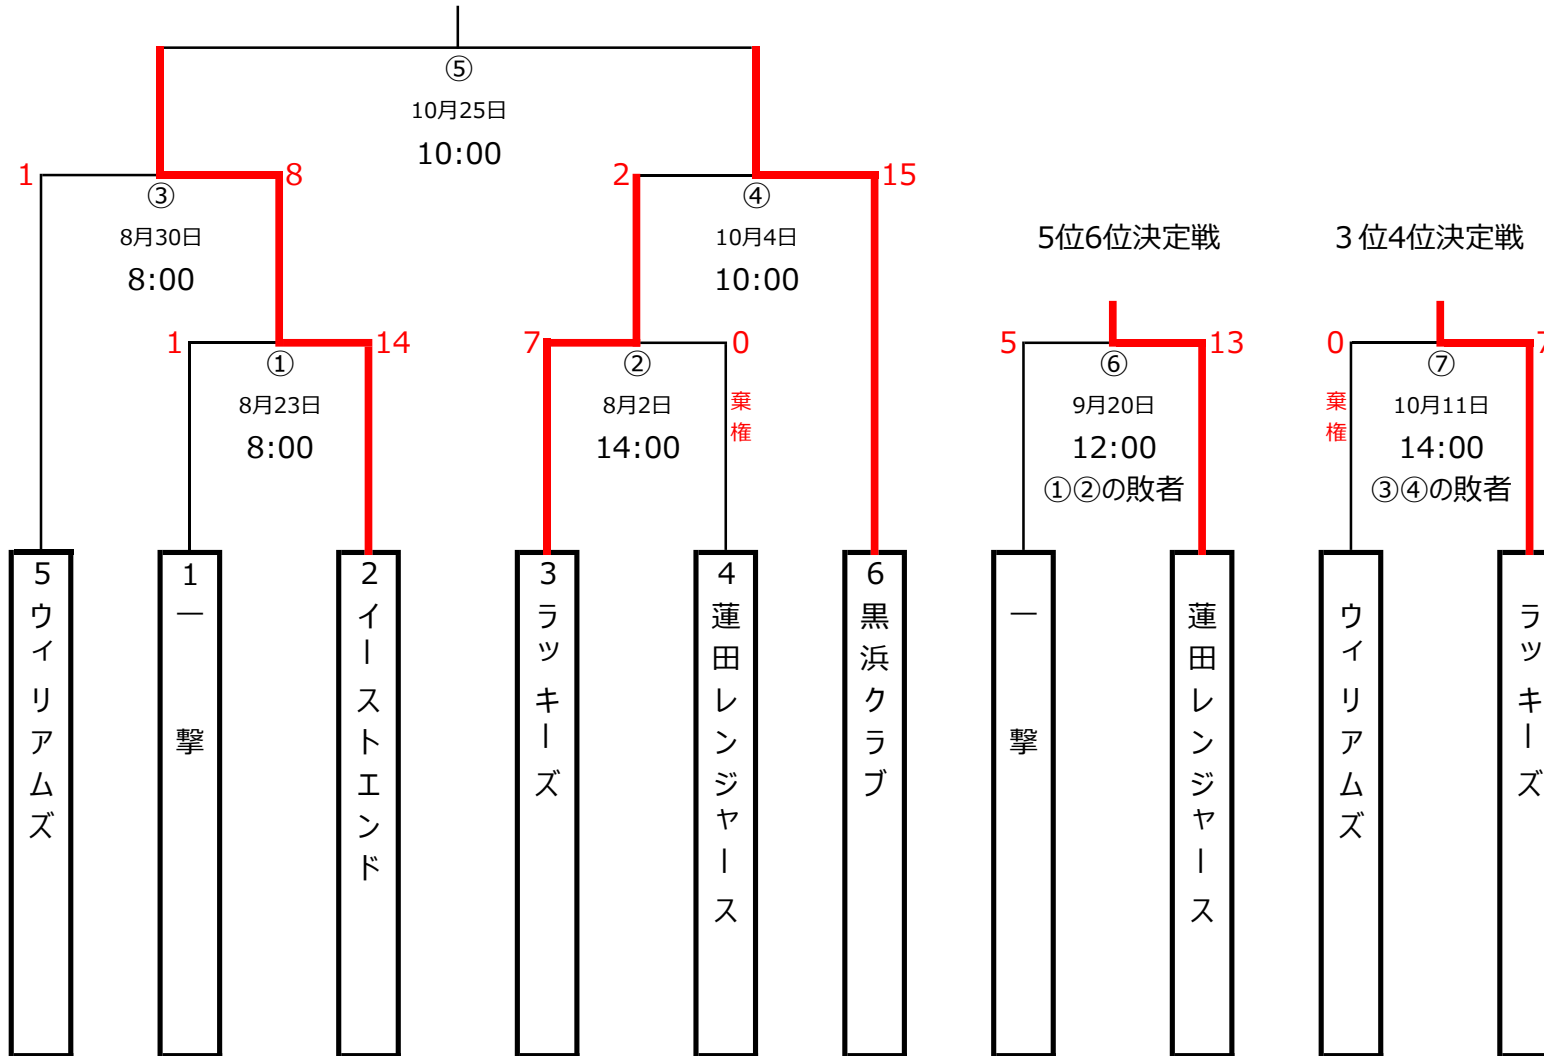 ⑤
10月25日
10:00
1
8
③
8月30日
8:00
2
15
④
10月4日
10:00
5位6位決定戦
３位4位決定戦
1
14
①
8月23日
8:00
7
0
②
8月2日
14:00
棄権
5
13
⑥
9月20日
12:00
①②の敗者
0
7
⑦
10月11日
14:00
③④の敗者
棄権
5
ウィリアムズ
1
一撃
2
イーストエンド
3
ラッキーズ
4
蓮田レンジャース
6
黒浜クラブ
一撃
蓮田レンジャース
ウィリアムズ
ラッキーズ